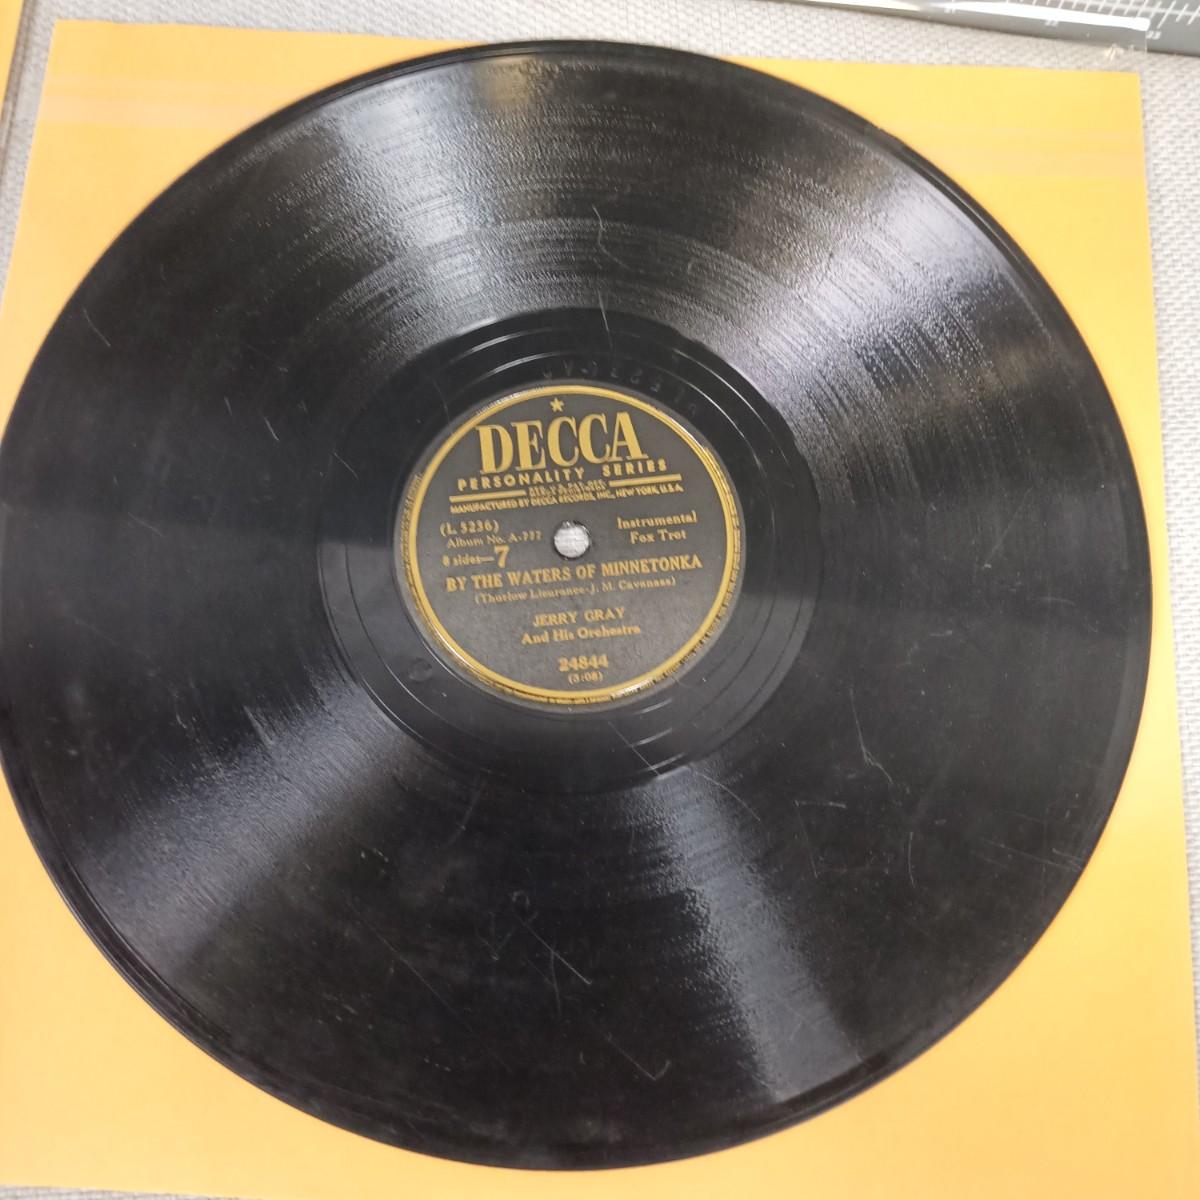 DECCA
PERSONALITY SERIES
MANUFACTURED BY DECCA RECORDS, INC., NEW YORK, U.S.A.
(L 5236)
Album No. A-777
8 sides—7
Instrumental
Fox Trot
BY THE WATERS OF MINNETONKA
(Thurlow Lieurance-J. M. Cavanass)
JERRY GRAY
And His Orchestra
24844
(3:08)